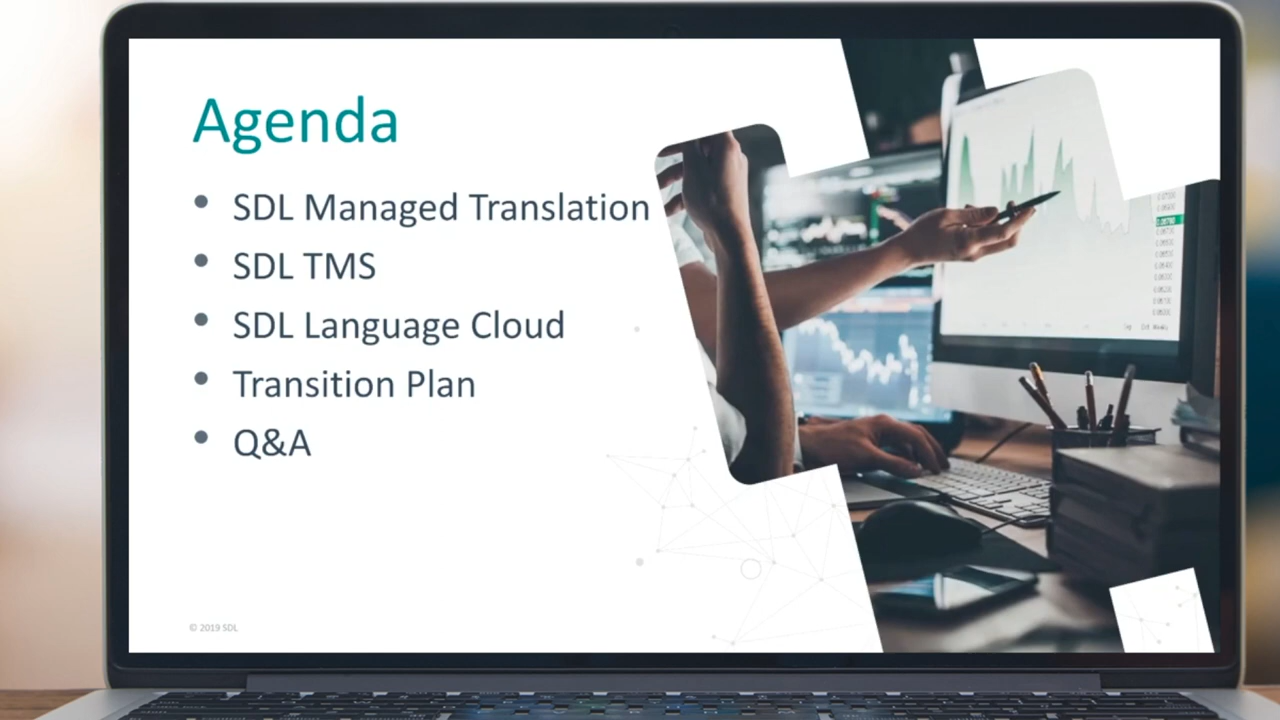 Agenda
• SDL Managed Translation
• SDL TMS
• SDL Language Cloud
• Transition Plan
• Q&A
© 2019 SDL